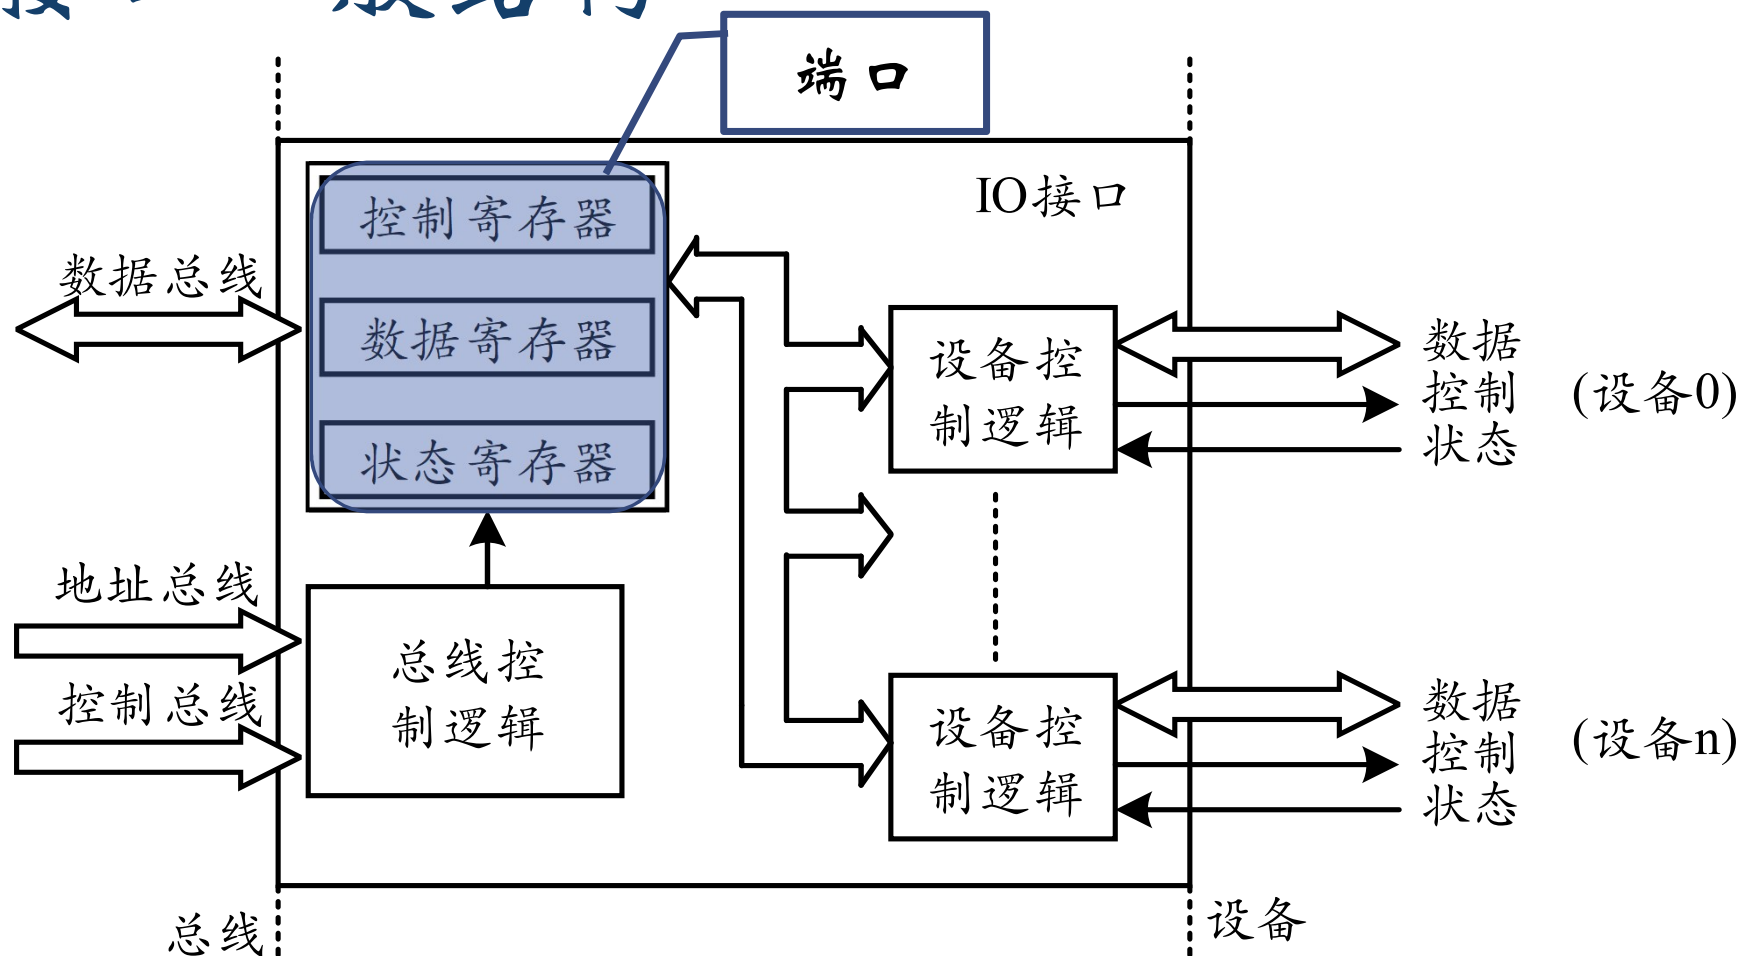 端口
IO接口
控制寄存器
数据寄存器
状态寄存器
数据总线
地址总线
控制总线
总线控
制逻辑
设备控
制逻辑
数据
控制
状态
(设备0)
设备控
制逻辑
数据
控制
状态
(设备n)
总线
设备